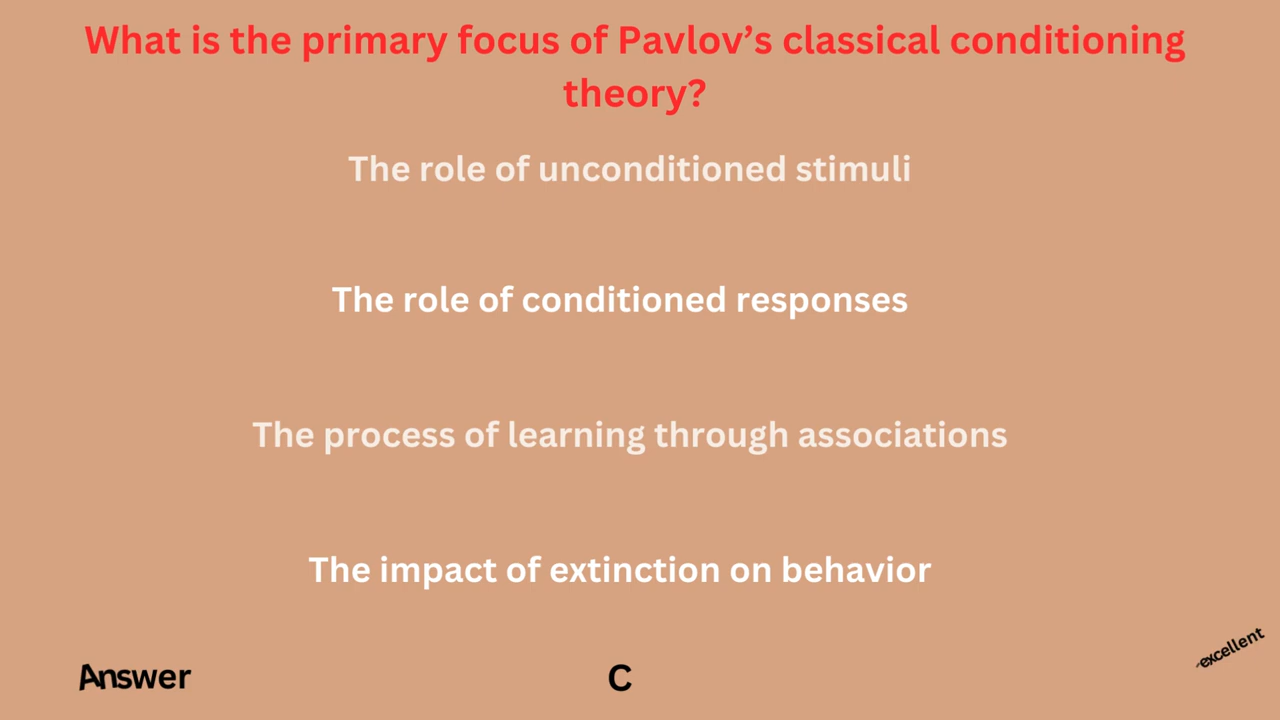 What is the primary focus of Pavlov’s classical conditioning
theory?
The role of unconditioned stimuli
The role of conditioned responses
The process of learning through associations
The impact of extinction on behavior
Answer
C
excellent